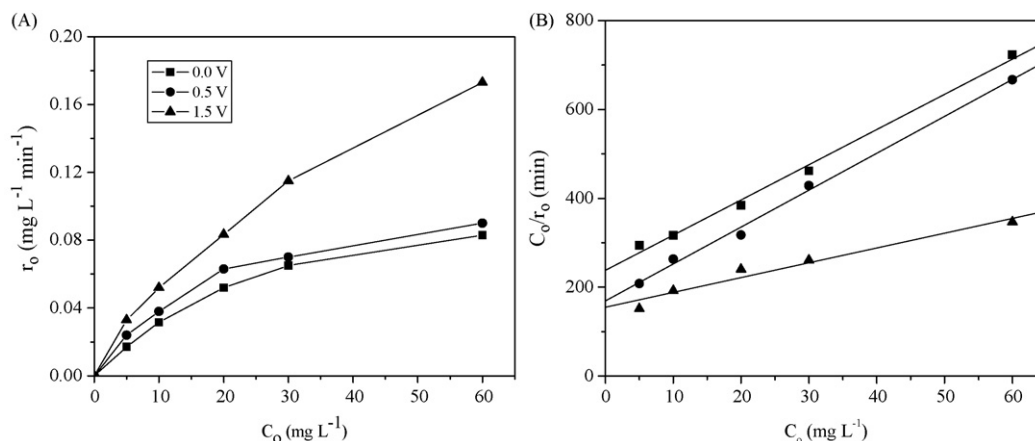 (A)
0.20
0.16
0.12
0.08
0.04
0.00
r₀ (mg L⁻¹ min⁻¹)
0.0 V
0.5 V
1.5 V
0 10 20 30 40 50 60
C₀ (mg L⁻¹)
(B)
800
600
400
200
0
C₀/r₀ (min)
0 10 20 30 40 50 60
C₀ (mg L⁻¹)